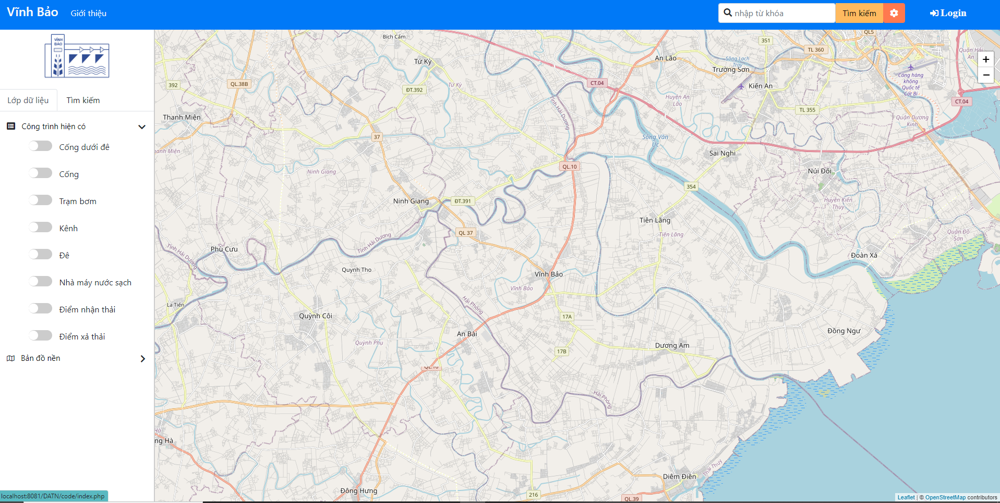 Vĩnh Bảo
Giới thiệu
nhập từ khóa
Tìm kiếm
Login
VĨNH
BẢO
Lớp dữ liệu
Tìm kiếm
Công trình hiện có
Cống dưới đê
Cống
Trạm bơm
Kênh
Đê
Nhà máy nước sạch
Điểm nhận thải
Điểm xả thải
Bản đồ nền
localhost:8081/DATN/code/index.php
Bích Cẩm
QL5
351
TL 360
Quận Hải
An
An Lão
Sông Lạch
Tray
Trường Sơn
Tứ Kỳ
+
−
Cảng hàng
không
Quốc tế
Cát Bi
392
QL.38B
ĐT.392
Tứ Kỳ
CT.04
Kiến An
CT.04
Huyện An
Lão
TL 355
Tỉnh Hải Dương
Thanh Miện
Quận Dương
Kinh
37
Sông Văn
Úc
hanh Miện
Sai Nghi
Ninh Giang
QL.10
Núi Đối
354
Ninh Giang
ĐT.391
Huyện Kiến
Thuỵ
Tiên Lãng
QL 37
Tiên Lãng
Quận Đồ
Sơn
Tỉnh Hải Dương
Tỉnh Hải Dương
Phù Cưu
Đoàn Xá
Quynh Tho
Vĩnh Bảo
Vĩnh Bảo
La Tiến
Hải Phòng
Quỳnh Côi
17A
An Bài
Đồng Ngư
Quỳnh Phụ
Dương Am
17B
QL.10
Hải Phòng
Hà
ng Hà
Thái Thụy
Diêm Điền
Đông Hưng
216
QL.39
Leaflet | © OpenStreetMap contributors